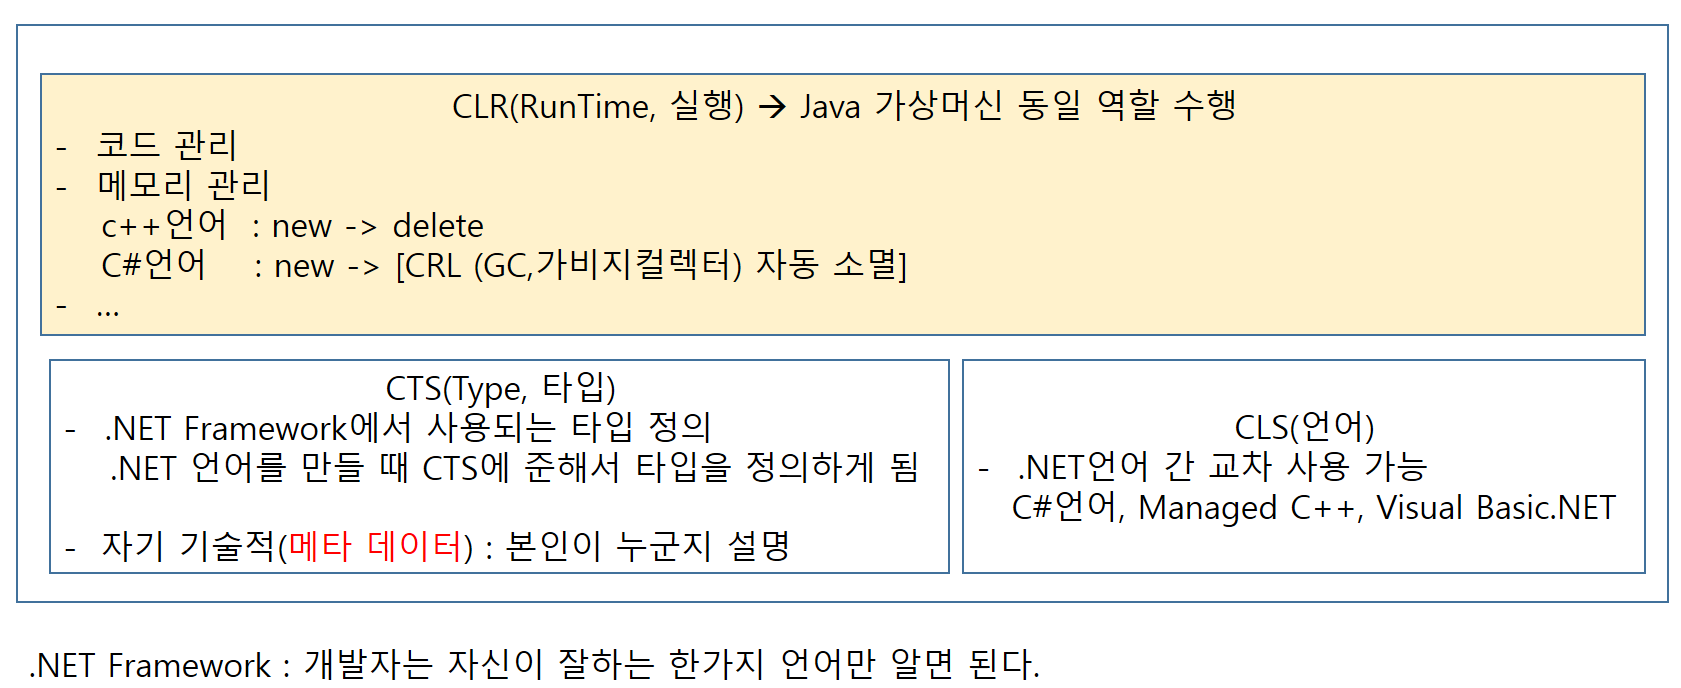 CLR(RunTime, 실행) → Java 가상머신 동일 역할 수행
- 코드 관리
- 메모리 관리
c++언어 : new -> delete
C#언어 : new -> [CRL (GC,가비지컬렉터) 자동 소멸]
- ...
CTS(Type, 타입)
- .NET Framework에서 사용되는 타입 정의
.NET 언어를 만들 때 CTS에 준해서 타입을 정의하게 됨
- 자기 기술적(메타 데이터) : 본인이 누군지 설명
CLS(언어)
- .NET언어 간 교차 사용 가능
C#언어, Managed C++, Visual Basic.NET
.NET Framework : 개발자는 자신이 잘하는 한가지 언어만 알면 된다.